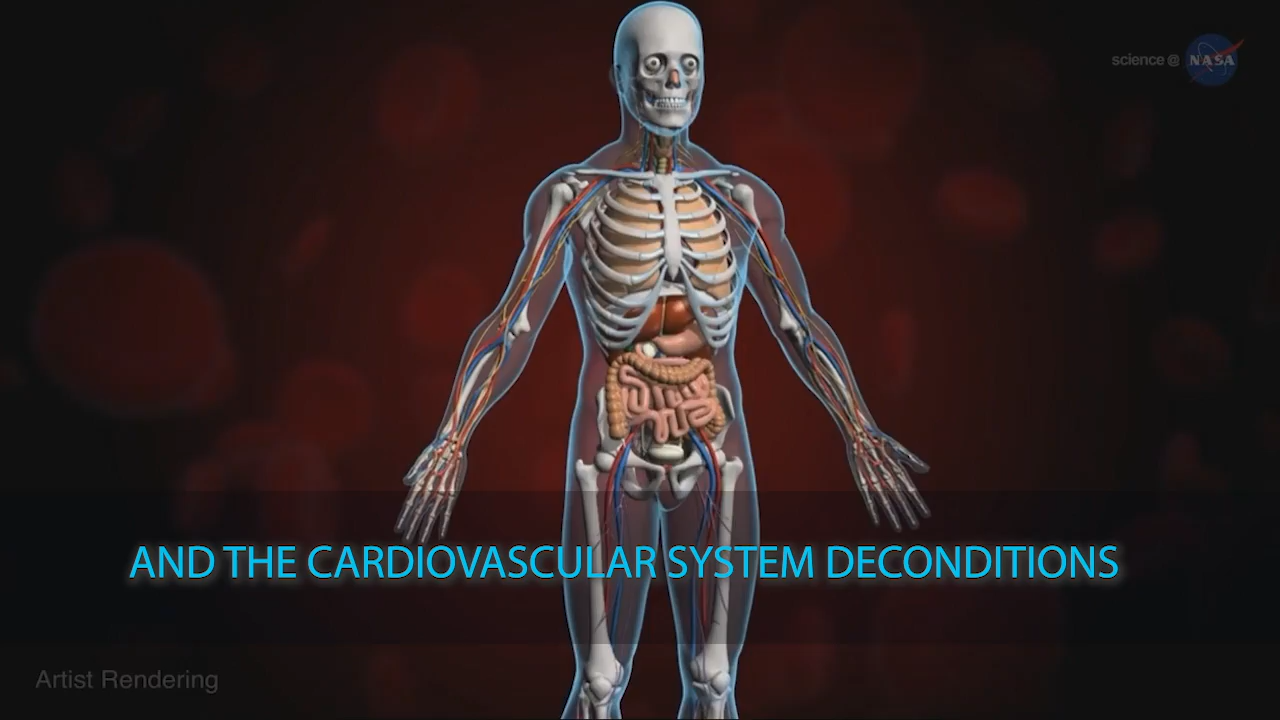 science @ NASA
AND THE CARDIOVASCULAR SYSTEM DECONDITIONS
Artist Rendering